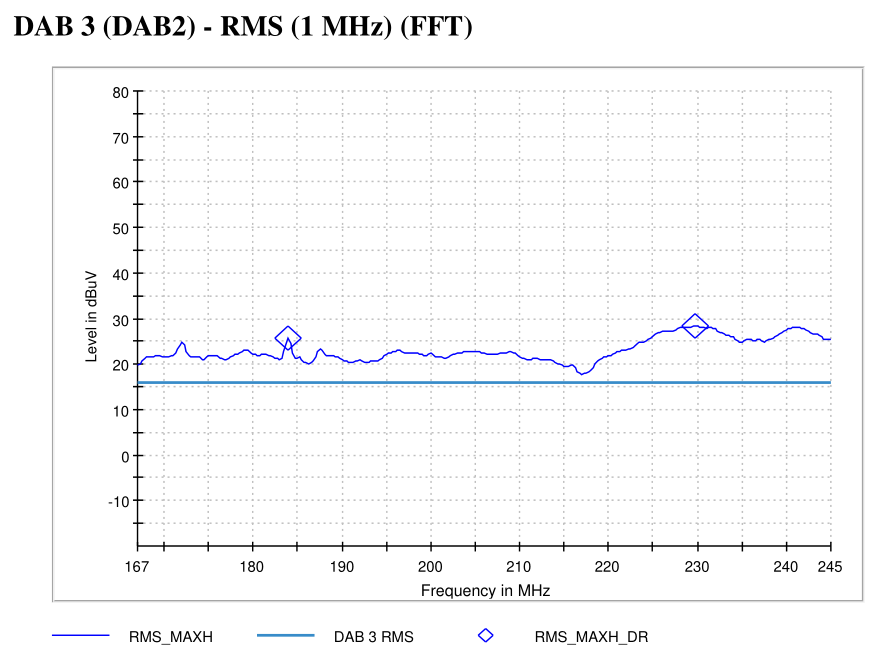 DAB 3 (DAB2) - RMS (1 MHz) (FFT)
80
70
60
50
40
30
20
10
0
-10
Level in dBuV
167 180 190 200 210 220 230 240 245
Frequency in MHz
RMS_MAXH DAB 3 RMS RMS_MAXH_DR